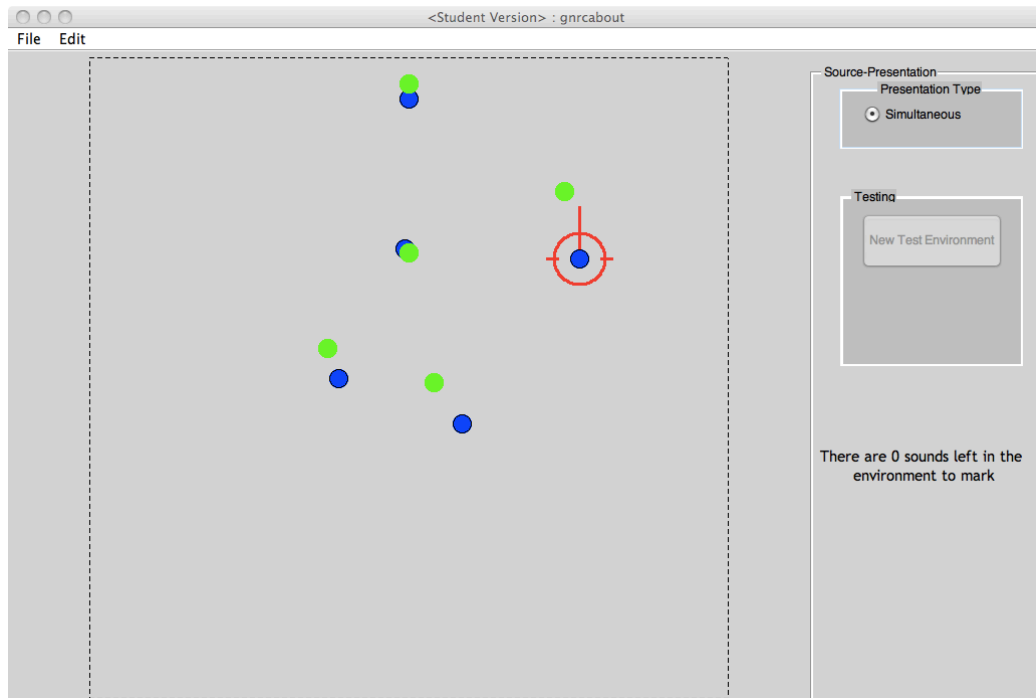 <Student Version> : gnrcabout
File Edit
Source-Presentation
Presentation Type
Simultaneous
Testing
New Test Environment
There are 0 sounds left in the
environment to mark